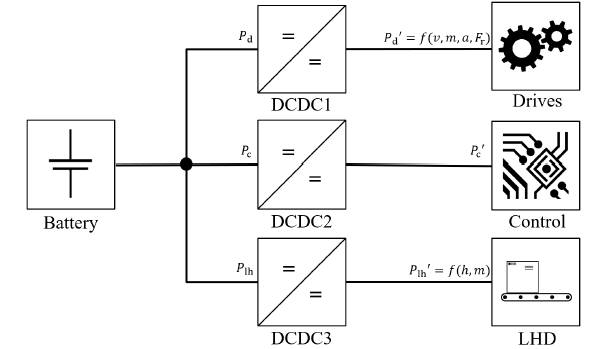 P_d
P_d′ = f(v, m, a, F_r)
DCDC1
Drives
P_c
P_c′
Battery
DCDC2
Control
P_lh
P_lh′ = f(h, m)
DCDC3
LHD